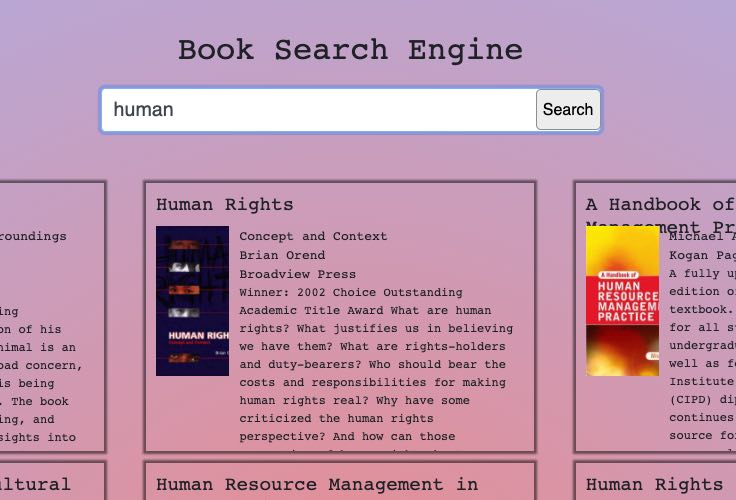 Book Search Engine
human
Search
roundings
ing
on of his
nimal is an
oad concern,
is being
. The book
ing, and
sights into
Human Rights
HUMAN RIGH
Concept and Context
Brian Orend
Broadview Press
Winner: 2002 Choice Outstanding
Academic Title Award What are human
rights? What justifies us in believing
we have them? What are rights-holders
and duty-bearers? Who should bear the
costs and responsibilities for making
human rights real? Why have some
criticized the human rights
perspective? And how can those
A Handbook of
Management Pr
A Handbook of
HUMAN
RESOURCE
MANAGEM
PRACTICE
Michael A
Kogan Pag
A fully up
edition of
textbook.
for all st
undergradu
well as fo
Institute
(CIPD) dip
continues
source for
ultural
Human Resource Management in
Human Rights